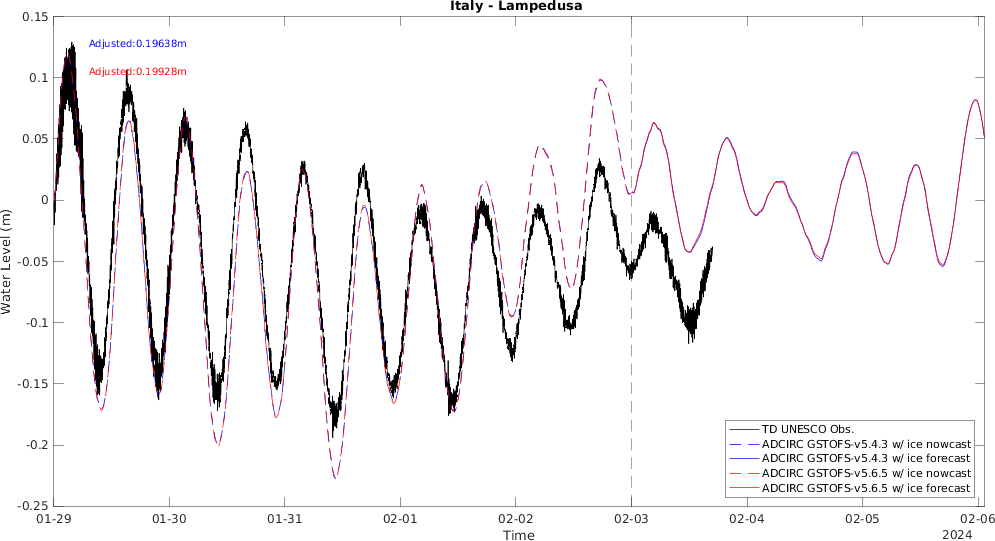 Italy - Lampedusa
Adjusted:0.19638m
Adjusted:0.19928m
0.15
0.1
0.05
0
-0.05
-0.1
-0.15
-0.2
-0.25
Water Level (m)
TD UNESCO Obs.
ADCIRC GSTOFS-v5.4.3 w/ ice nowcast
ADCIRC GSTOFS-v5.4.3 w/ ice forecast
ADCIRC GSTOFS-v5.6.5 w/ ice nowcast
ADCIRC GSTOFS-v5.6.5 w/ ice forecast
01-29 01-30 01-31 02-01 02-02 02-03 02-04 02-05 02-06
Time
2024